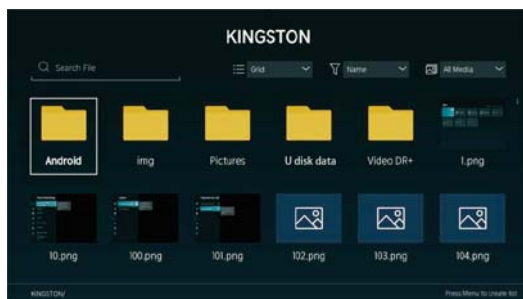 KINGSTON
Search File
Grid
Name
All Media
Android
img
Pictures
U disk data
Video DR+
1.png
10.png
100.png
101.png
102.png
103.png
104.png
KINGSTON/
Press Menu to create list